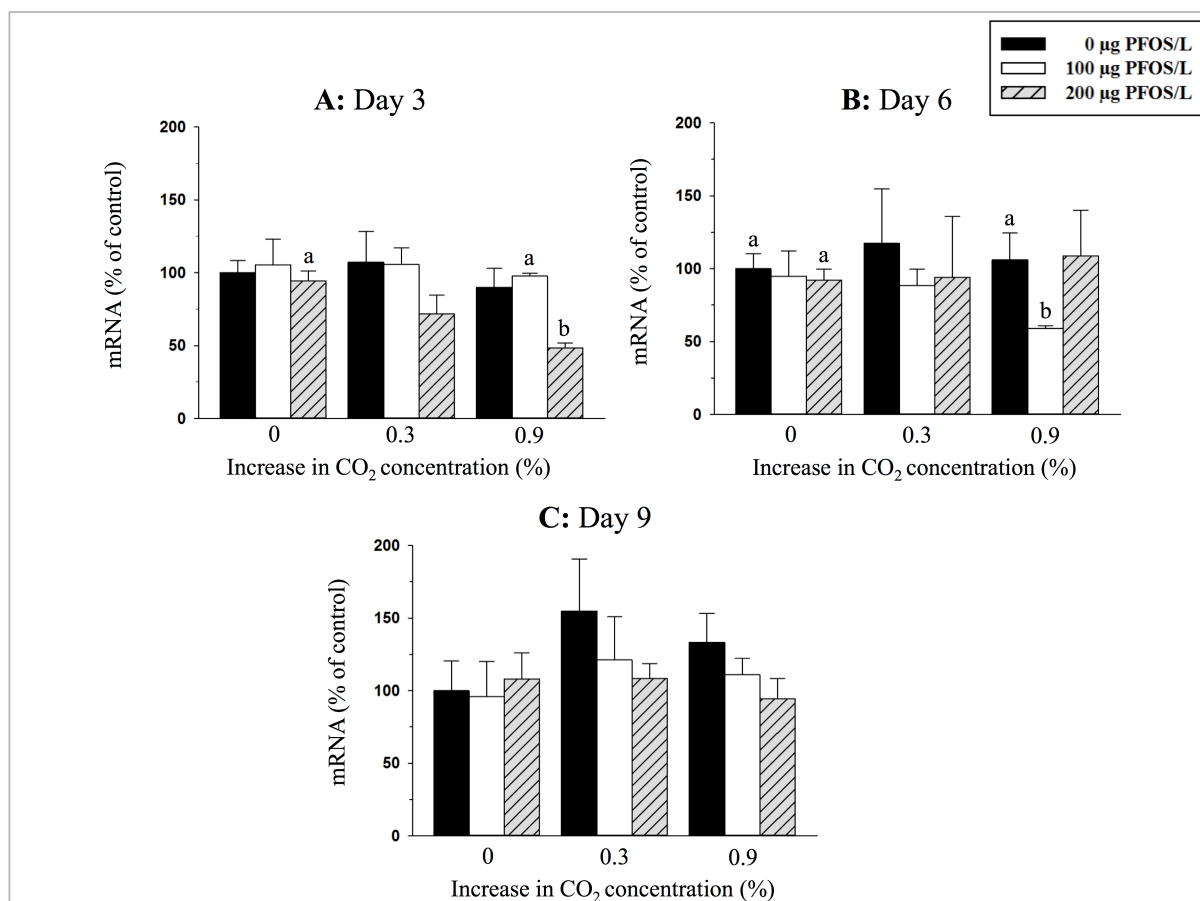 0 µg PFOS/L
100 µg PFOS/L
200 µg PFOS/L
A: Day 3
mRNA (% of control)
200
150
100
50
0
a
a
b
0 0.3 0.9
Increase in CO₂ concentration (%)
B: Day 6
mRNA (% of control)
200
150
100
50
0
a
a
a
b
0 0.3 0.9
Increase in CO₂ concentration (%)
C: Day 9
mRNA (% of control)
200
150
100
50
0
0 0.3 0.9
Increase in CO₂ concentration (%)